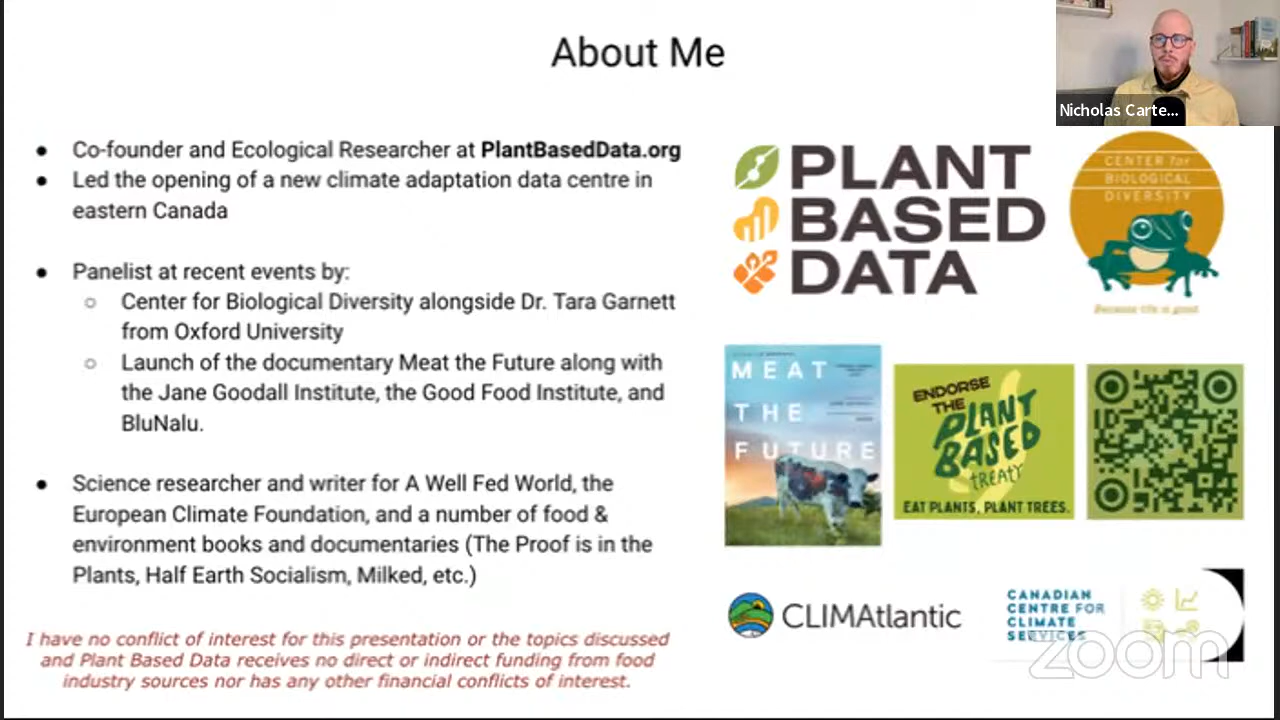 About Me
Nicholas Carte...
● Co-founder and Ecological Researcher at PlantBasedData.org
● Led the opening of a new climate adaptation data centre in
eastern Canada
● Panelist at recent events by:
○ Center for Biological Diversity alongside Dr. Tara Garnett
from Oxford University
○ Launch of the documentary Meat the Future along with
the Jane Goodall Institute, the Good Food Institute, and
BluNalu.
● Science researcher and writer for A Well Fed World, the
European Climate Foundation, and a number of food &
environment books and documentaries (The Proof is in the
Plants, Half Earth Socialism, Milked, etc.)
I have no conflict of interest for this presentation or the topics discussed
and Plant Based Data receives no direct or indirect funding from food
industry sources nor has any other financial conflicts of interest.
PLANT
BASED
DATA
CENTER for
BIOLOGICAL
DIVERSITY
Because life is good
MEAT
THE
FUTURE
ENDORSE
THE
PLANT
BASED
TREATY
EAT PLANTS, PLANT TREES.
CLIMAtlantic
CANADIAN
CENTRE FOR
CLIMATE
SERVICES
zoom